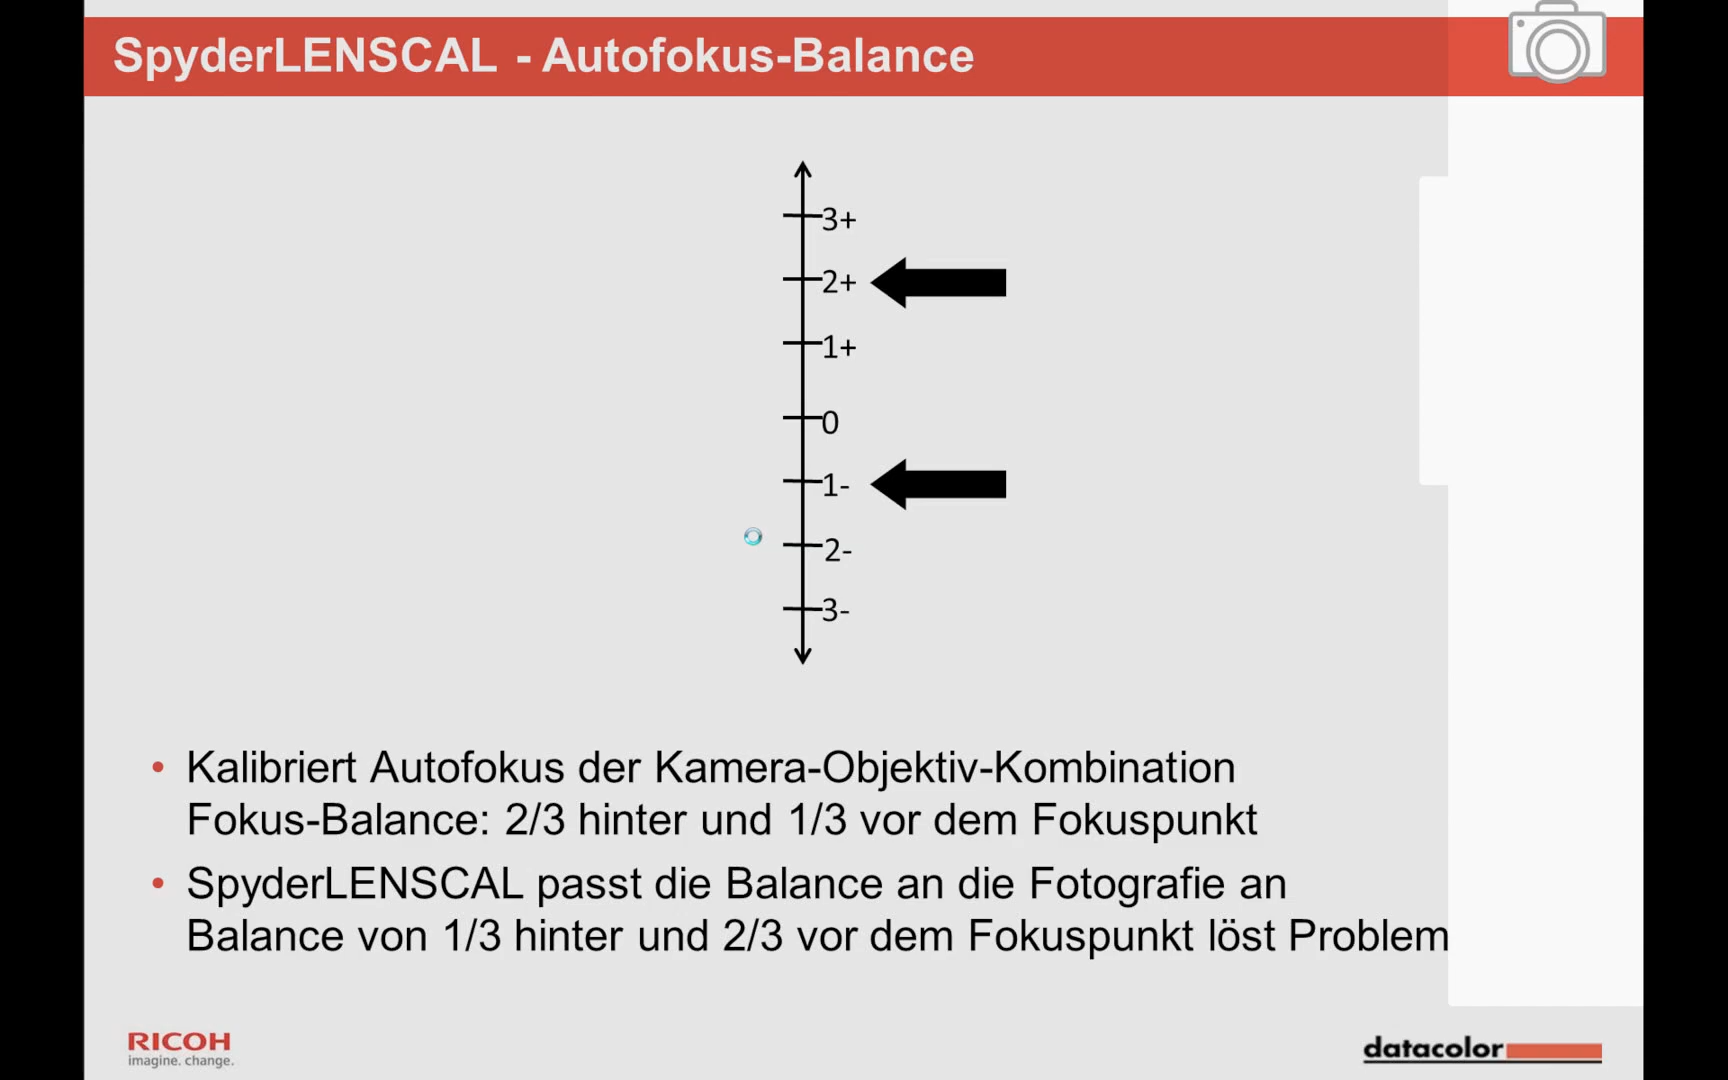 SpyderLENSCAL - Autofokus-Balance
3+
2+
1+
0
1-
2-
3-
• Kalibriert Autofokus der Kamera-Objektiv-Kombination
Fokus-Balance: 2/3 hinter und 1/3 vor dem Fokuspunkt
• SpyderLENSCAL passt die Balance an die Fotografie an
Balance von 1/3 hinter und 2/3 vor dem Fokuspunkt löst Problem
RICOH
imagine. change.
datacolor